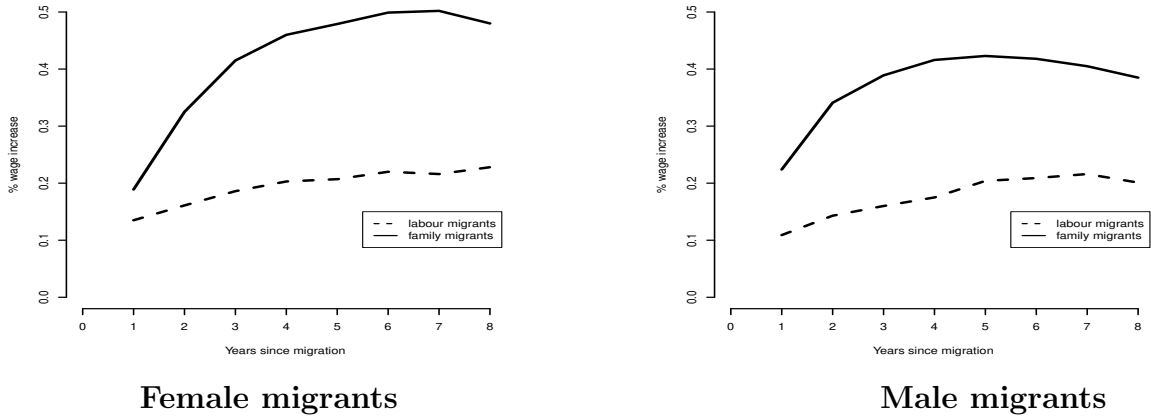 0.5
0.4
0.3
0.2
0.1
0.0
% wage increase
labour migrants
family migrants
0 1 2 3 4 5 6 7 8
Years since migration
Female migrants
0.5
0.4
0.3
0.2
0.1
0.0
% wage increase
labour migrants
family migrants
0 1 2 3 4 5 6 7 8
Years since migration
Male migrants